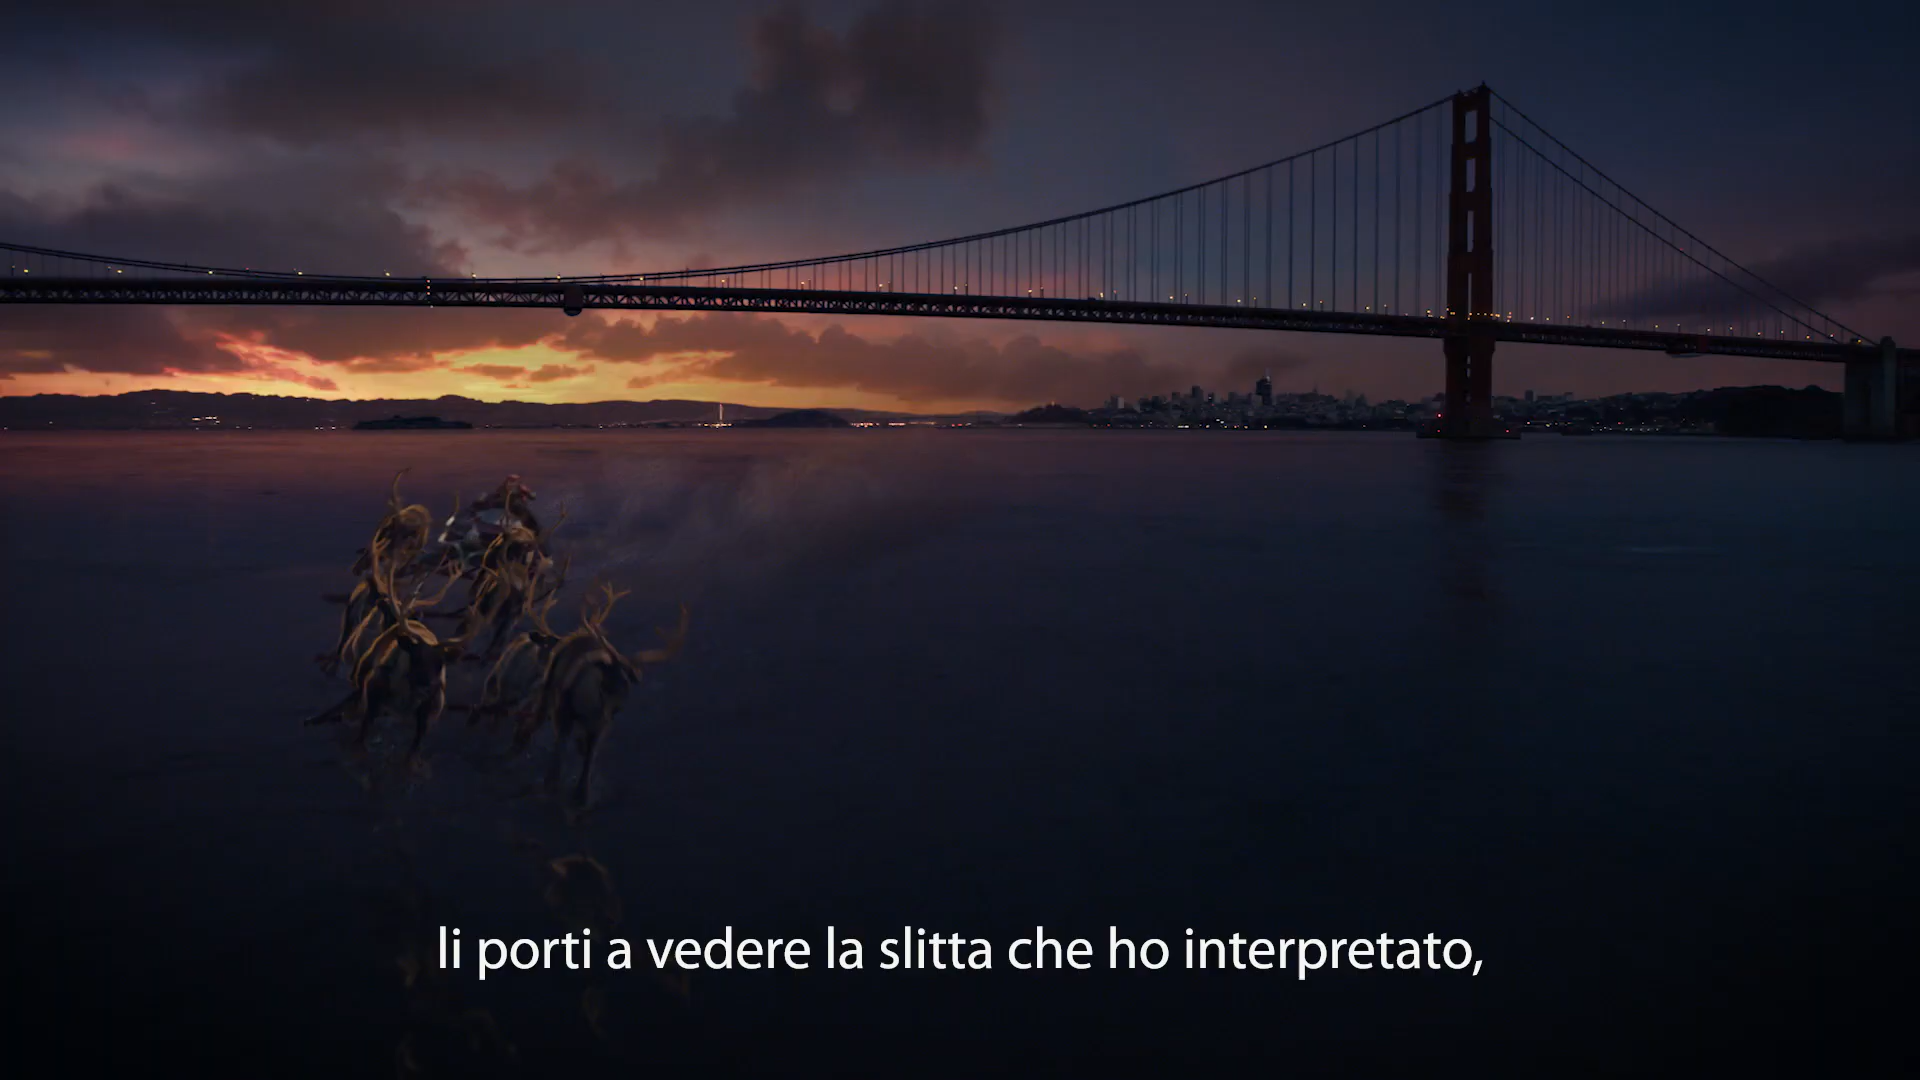 li porti a vedere la slitta che ho interpretato,